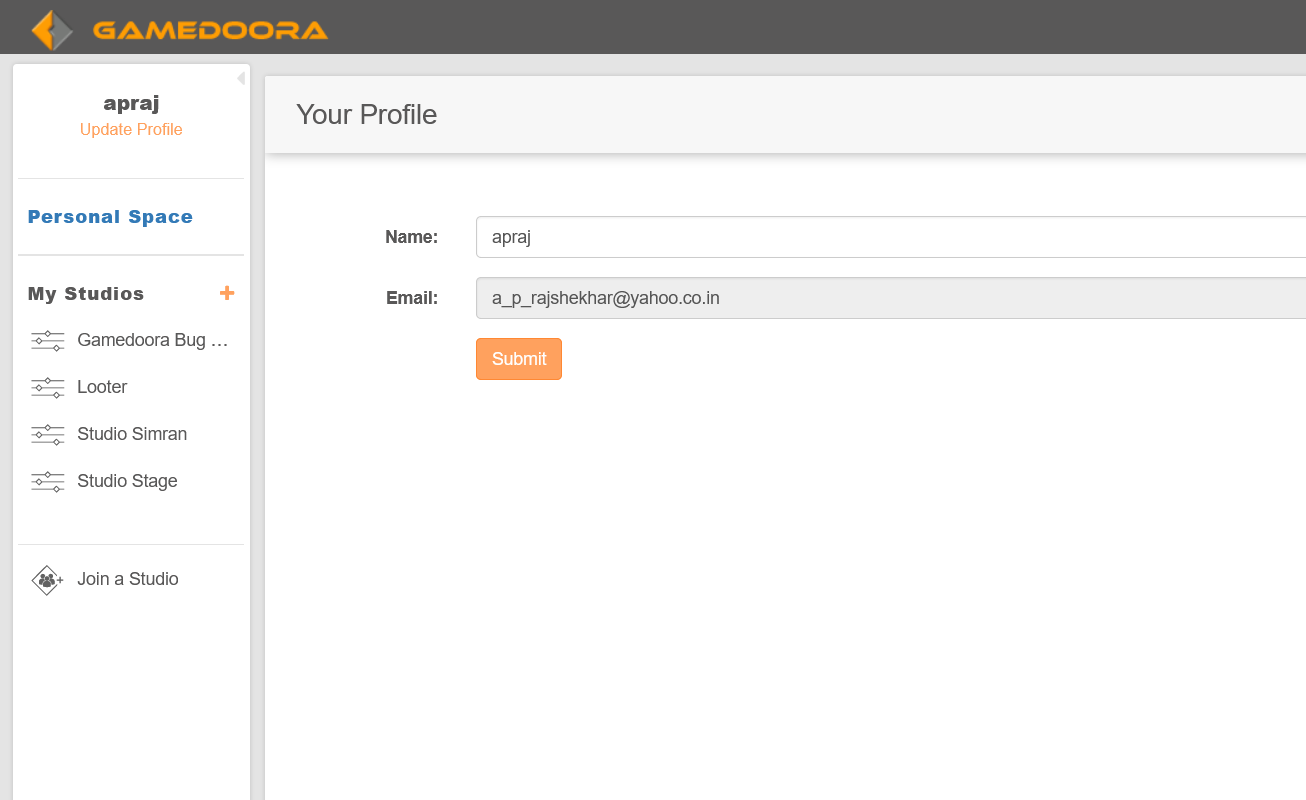 GAMEDOORA
apraj
Update Profile
Personal Space
My Studios +
Gamedoora Bug ...
Looter
Studio Simran
Studio Stage
Join a Studio
Your Profile
Name: apraj
Email: a_p_rajshekhar@yahoo.co.in
Submit